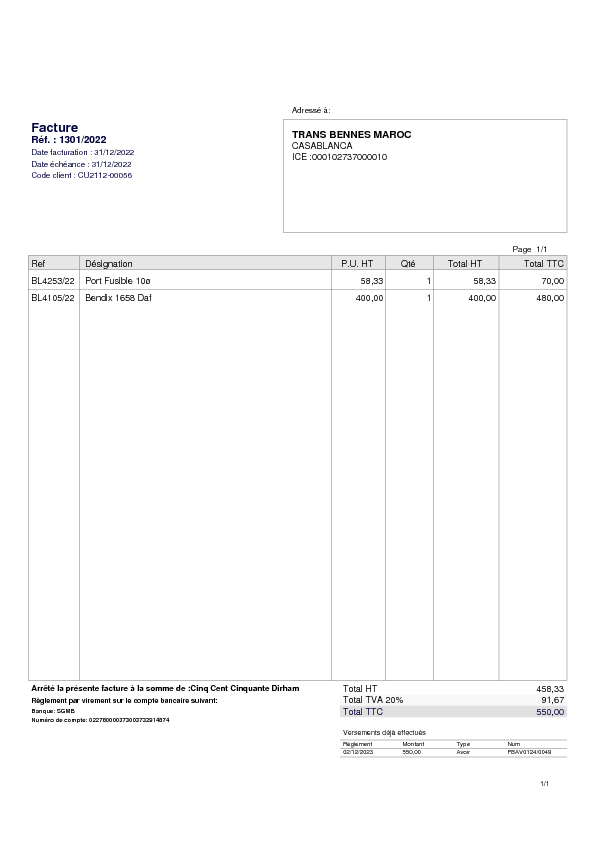 Adressé à:
Facture
Réf. : 1301/2022
Date facturation : 31/12/2022
Date échéance : 31/12/2022
Code client : CU2112-00056
TRANS BENNES MAROC
CASABLANCA
ICE :000102737000010
Page 1/1
Ref Désignation P.U. HT Qté Total HT Total TTC
BL4253/22 Port Fusible 10ø 58,33 1 58,33 70,00
BL4105/22 Bendix 1658 Daf 400,00 1 400,00 480,00
Arrêté la présente facture à la somme de :Cinq Cent Cinquante Dirham
Règlement par virement sur le compte bancaire suivant:
Banque: SGMB
Numéro de compte:
Total HT 458,33
Total TVA 20% 91,67
Total TTC 550,00
Versements déjà effectués
Règlement Montant Type Num
02/12/2023 550,00 Avoir
1/1